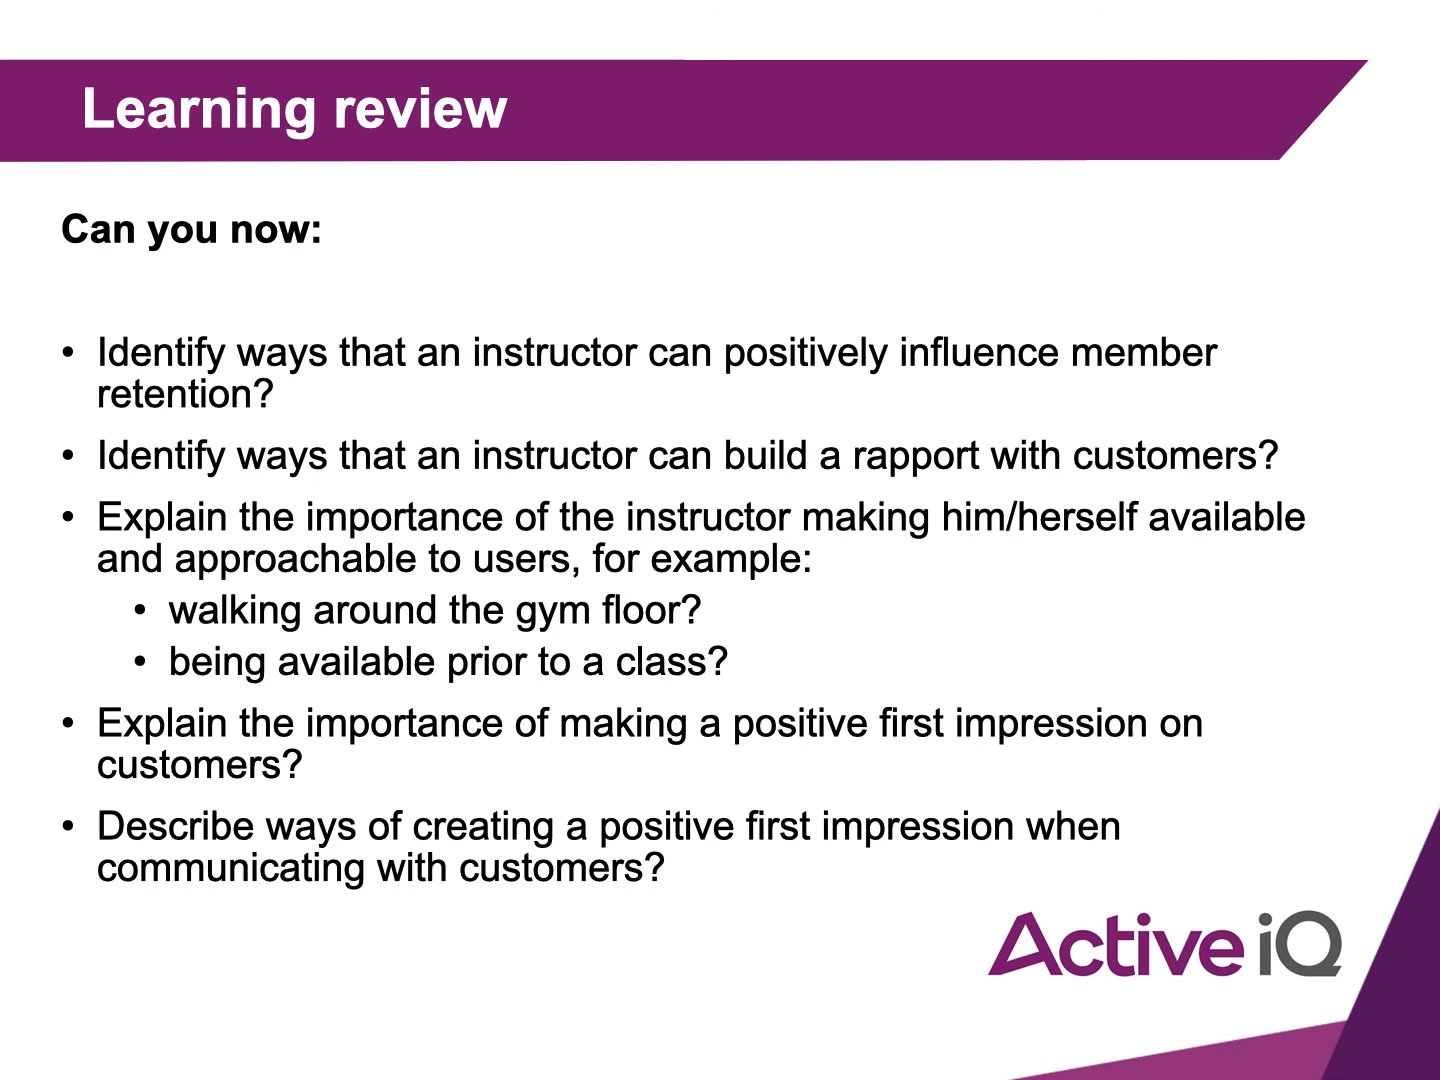 Learning review
Can you now:
• Identify ways that an instructor can positively influence member
retention?
• Identify ways that an instructor can build a rapport with customers?
• Explain the importance of the instructor making him/herself available
and approachable to users, for example:
• walking around the gym floor?
• being available prior to a class?
• Explain the importance of making a positive first impression on
customers?
• Describe ways of creating a positive first impression when
communicating with customers?
Active iQ